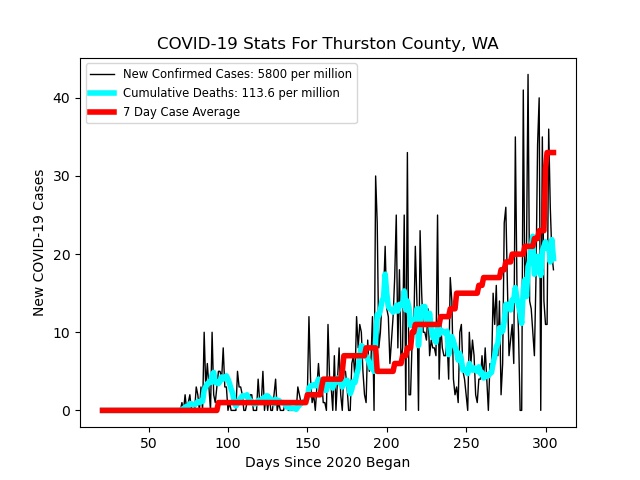 COVID-19 Stats For Thurston County, WA
New Confirmed Cases: 5800 per million
Cumulative Deaths: 113.6 per million
7 Day Case Average
New COVID-19 Cases
40
30
20
10
0
50 100 150 200 250 300
Days Since 2020 Began